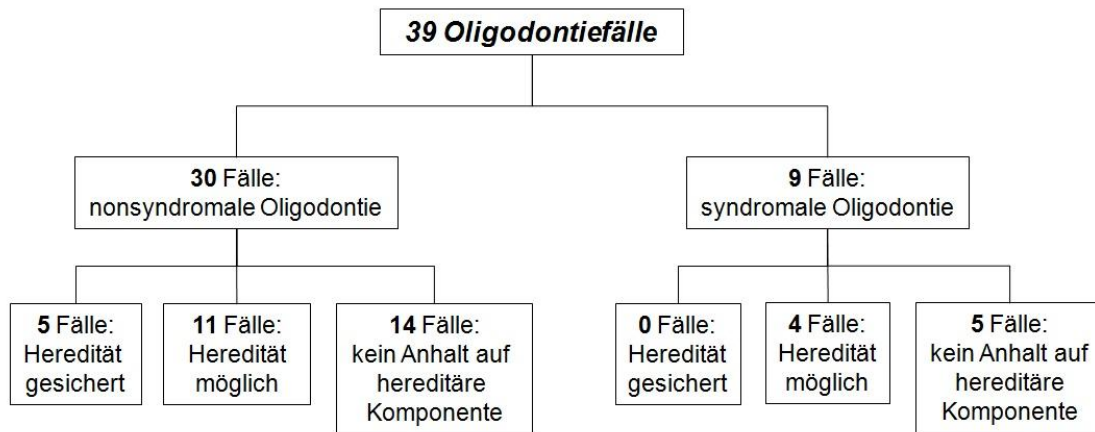 39 Oligodontiefälle
30 Fälle:
nonsyndromale Oligodontie
9 Fälle:
syndromale Oligodontie
5 Fälle:
Heredität
gesichert
11 Fälle:
Heredität
möglich
14 Fälle:
kein Anhalt auf
hereditäre
Komponente
0 Fälle:
Heredität
gesichert
4 Fälle:
Heredität
möglich
5 Fälle:
kein Anhalt auf
hereditäre
Komponente